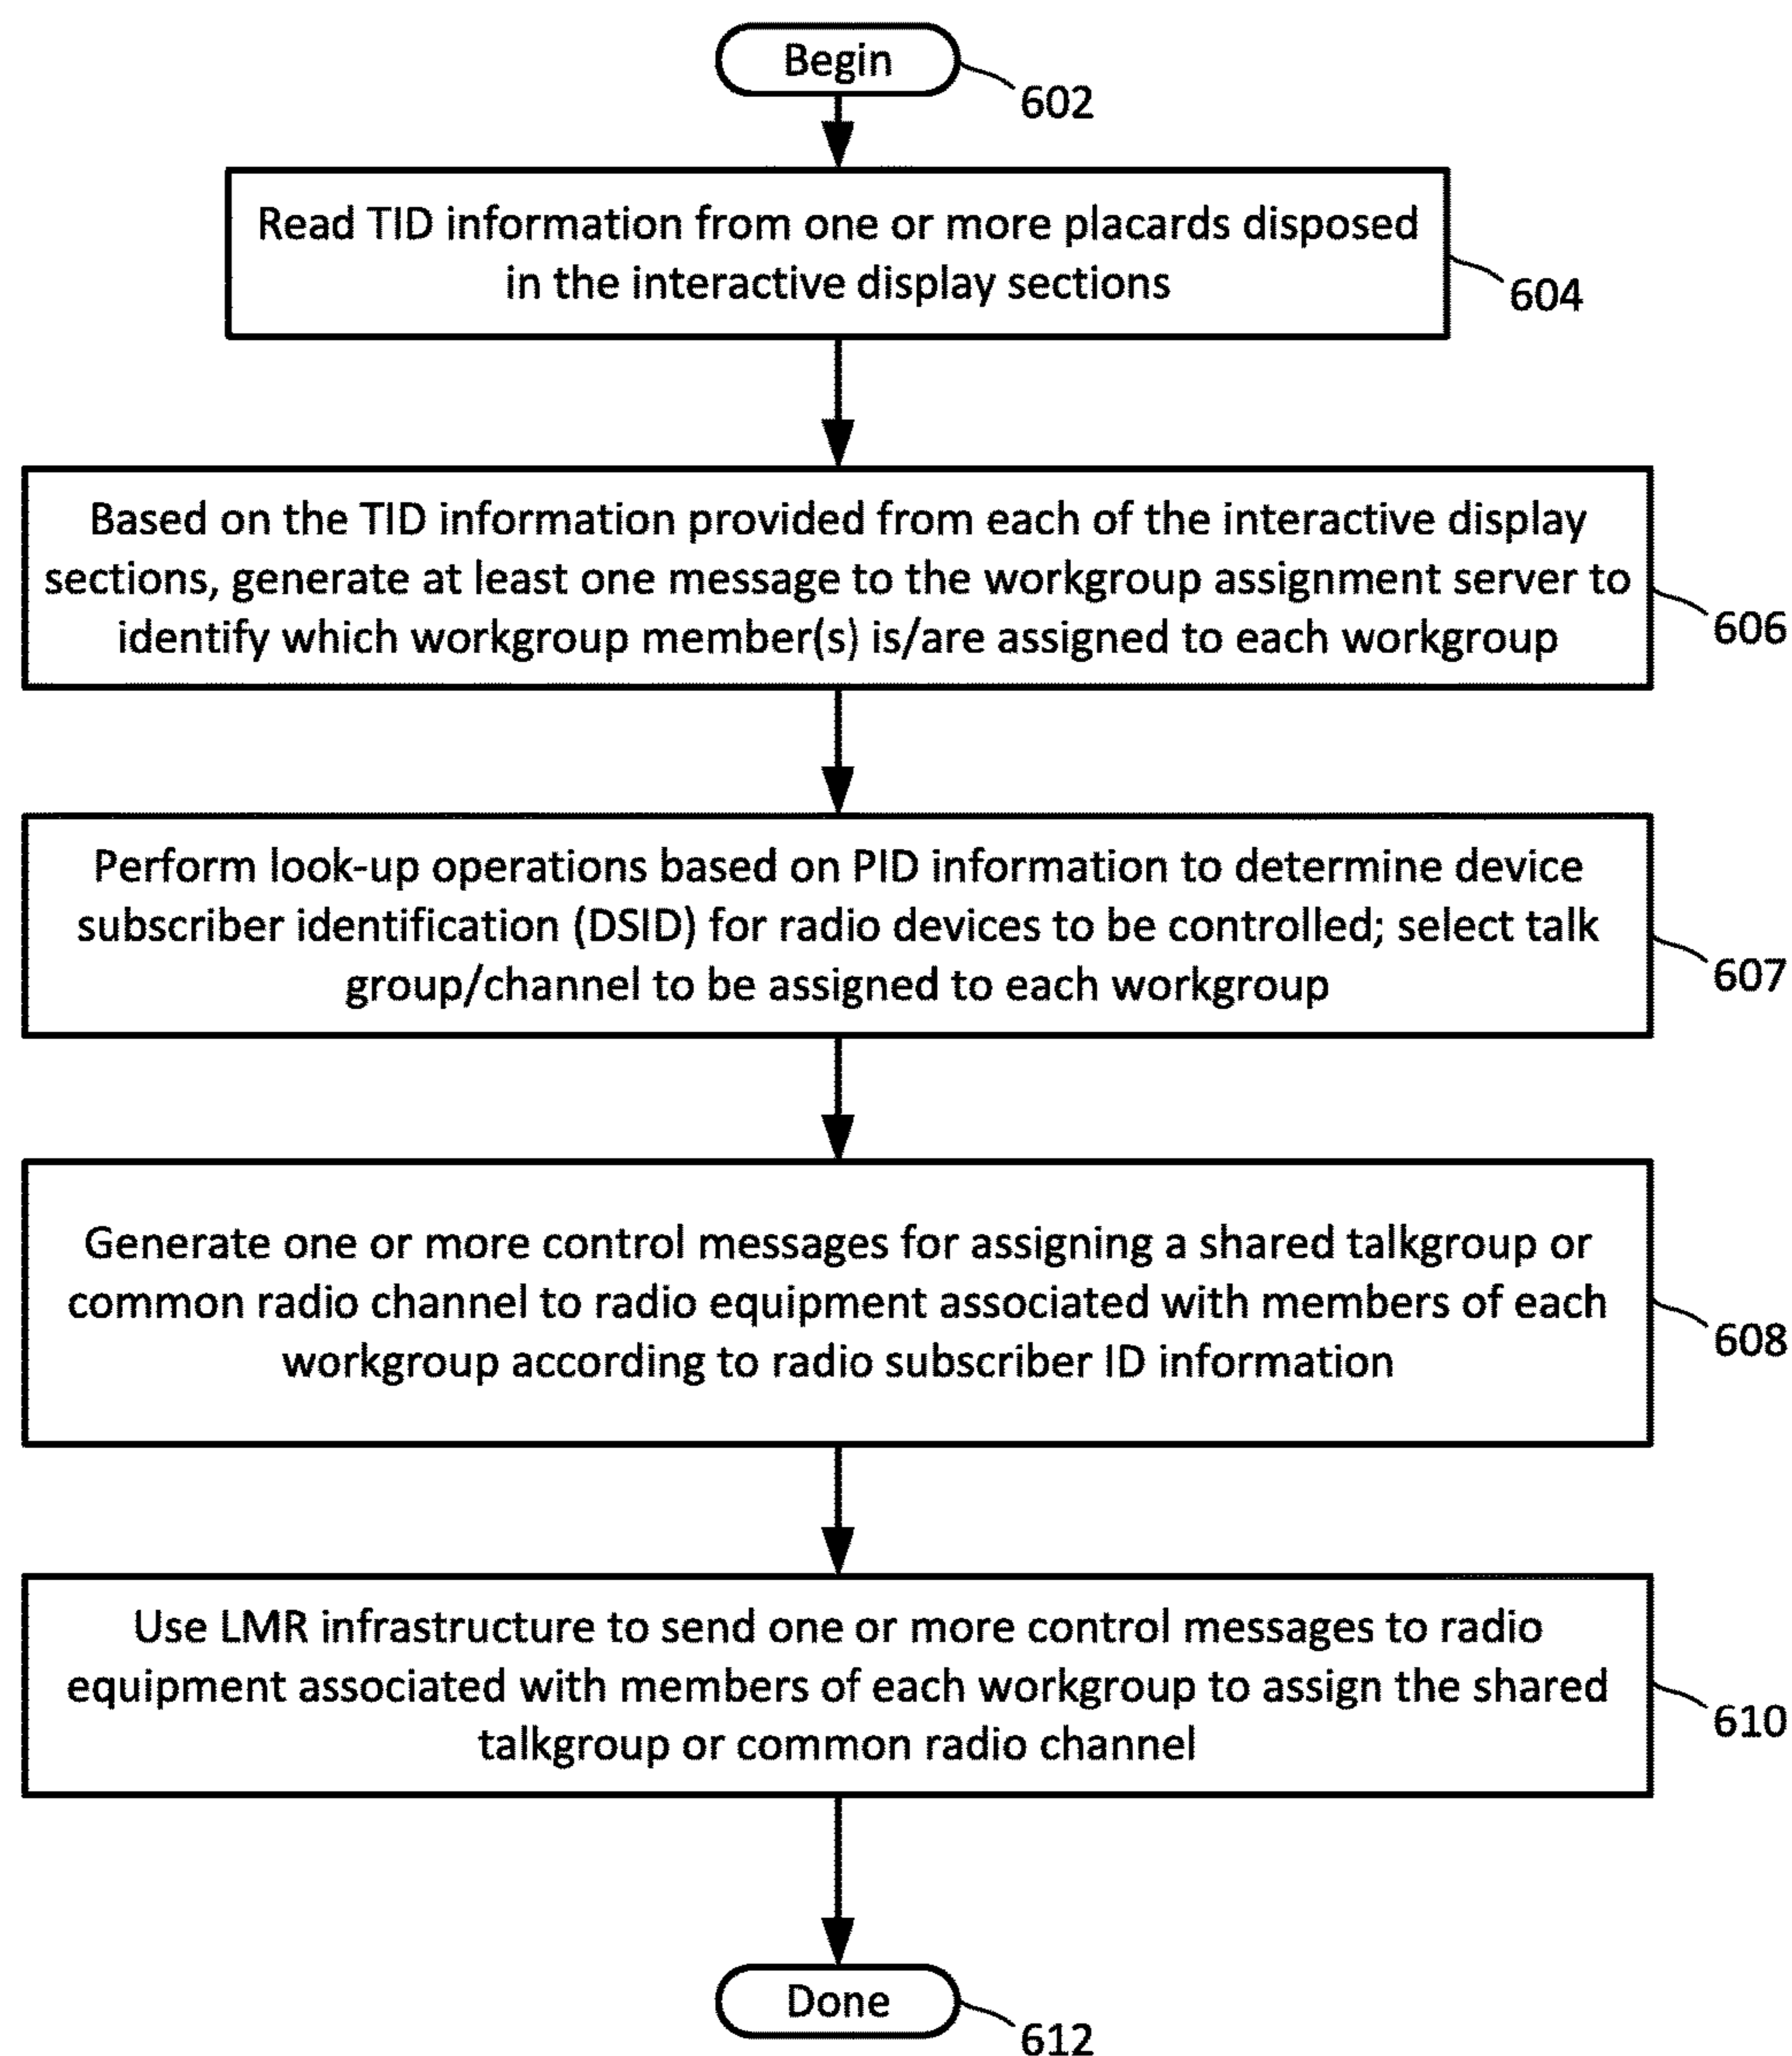 Begin
602
Read TID information from one or more placards disposed
in the interactive display sections
604
Based on the TID information provided from each of the interactive display
sections, generate at least one message to the workgroup assignment server to
identify which workgroup member(s) is/are assigned to each workgroup
606
Perform look-up operations based on PID information to determine device
subscriber identification (DSID) for radio devices to be controlled; select talk
group/channel to be assigned to each workgroup
607
Generate one or more control messages for assigning a shared talkgroup or
common radio channel to radio equipment associated with members of each
workgroup according to radio subscriber ID information
608
Use LMR infrastructure to send one or more control messages to radio
equipment associated with members of each workgroup to assign the shared
talkgroup or common radio channel
610
Done
612